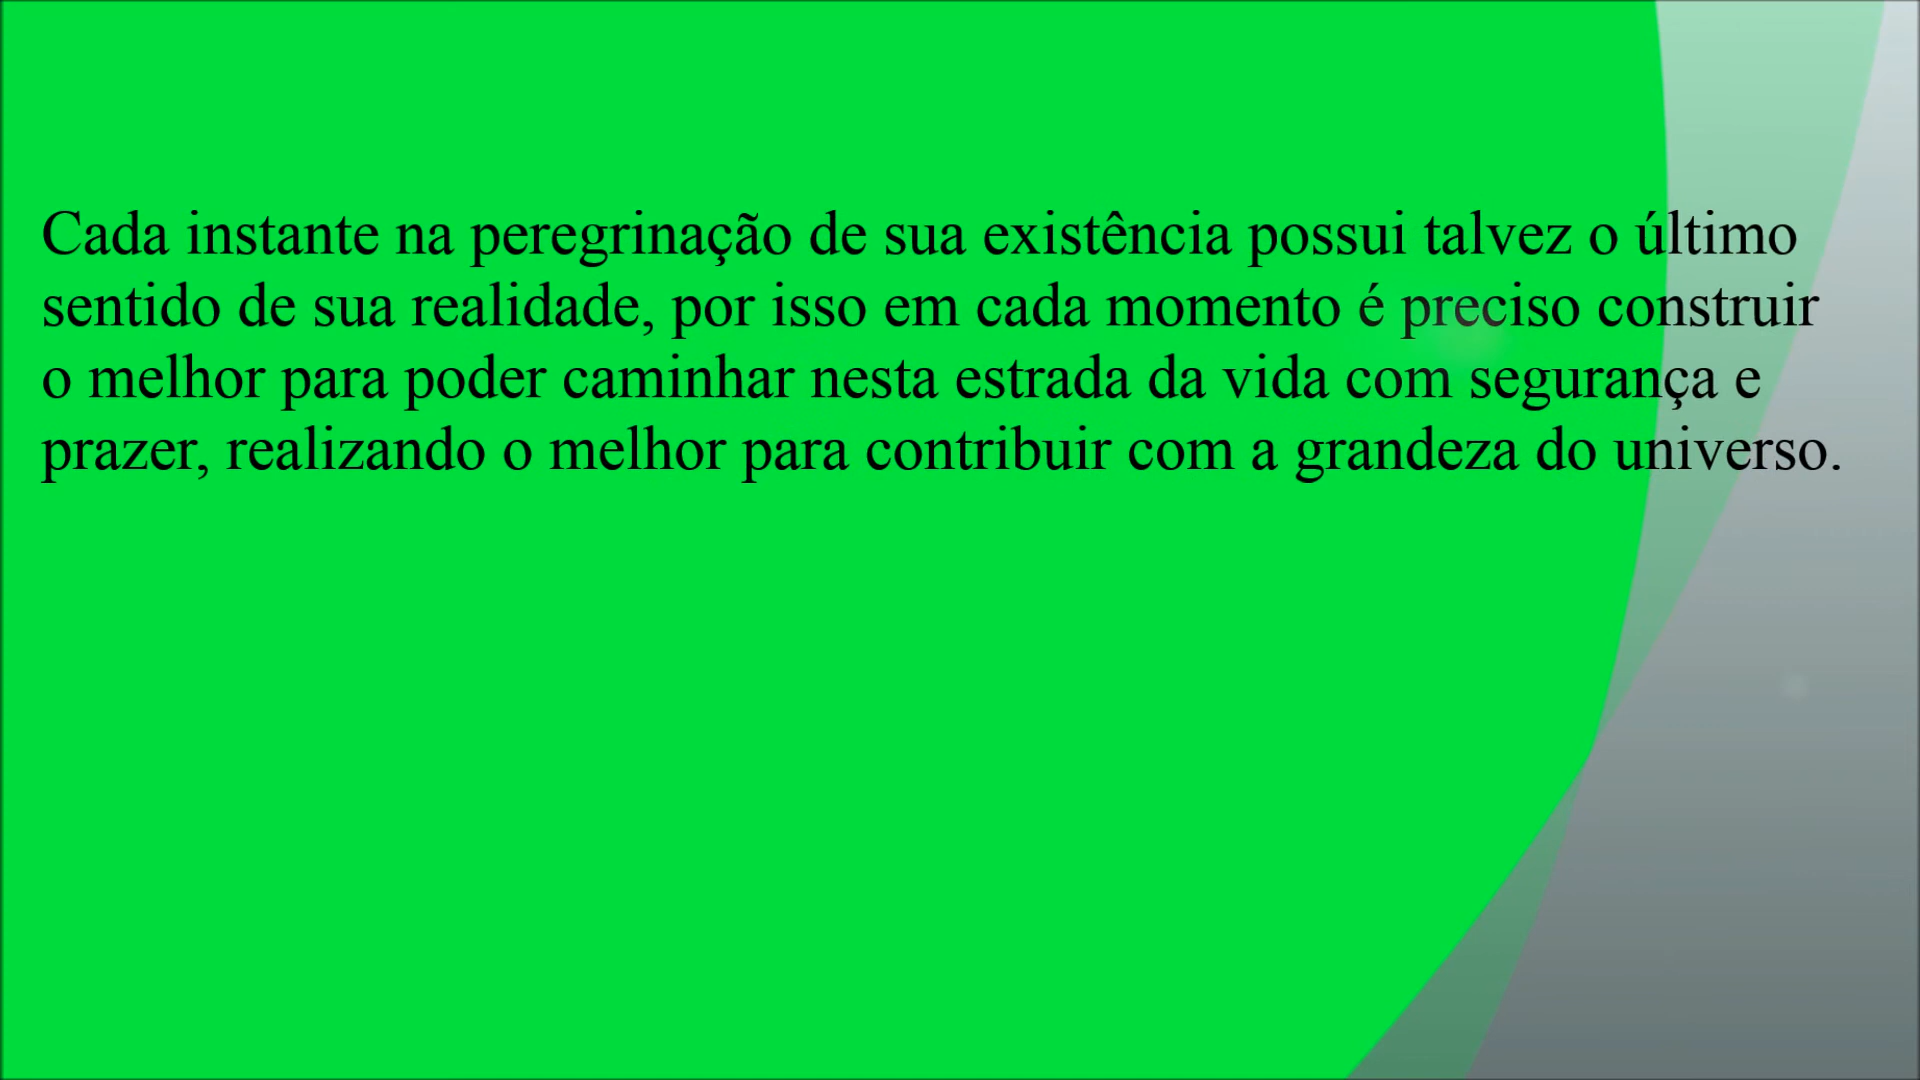 Cada instante na peregrinação de sua existência possui talvez o último
sentido de sua realidade, por isso em cada momento é preciso construir
o melhor para poder caminhar nesta estrada da vida com segurança e
prazer, realizando o melhor para contribuir com a grandeza do universo.